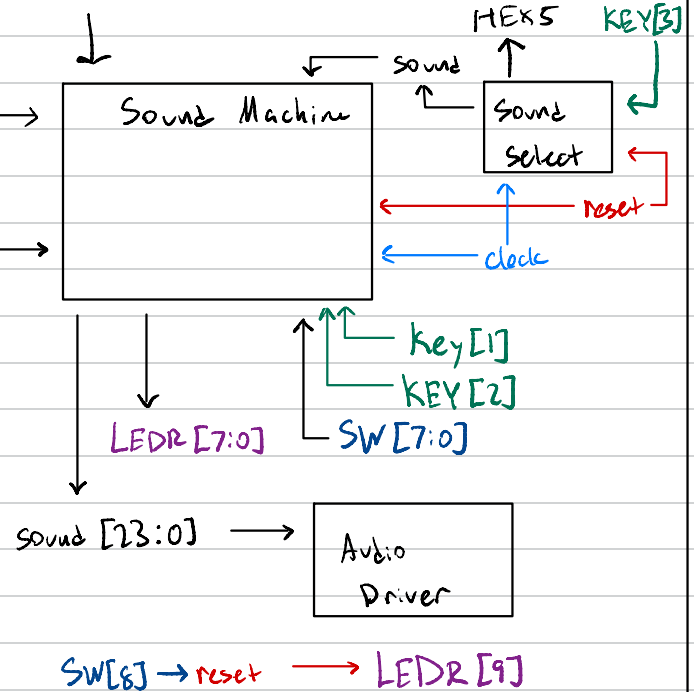 HEX5
KEY[3]
sound
Sound Machine
Sound
Select
reset
clock
Key[1]
KEY[2]
LEDR[7:0]
SW[7:0]
sound [23:0]
Audio
Driver
SW[8] → reset → LEDR[9]